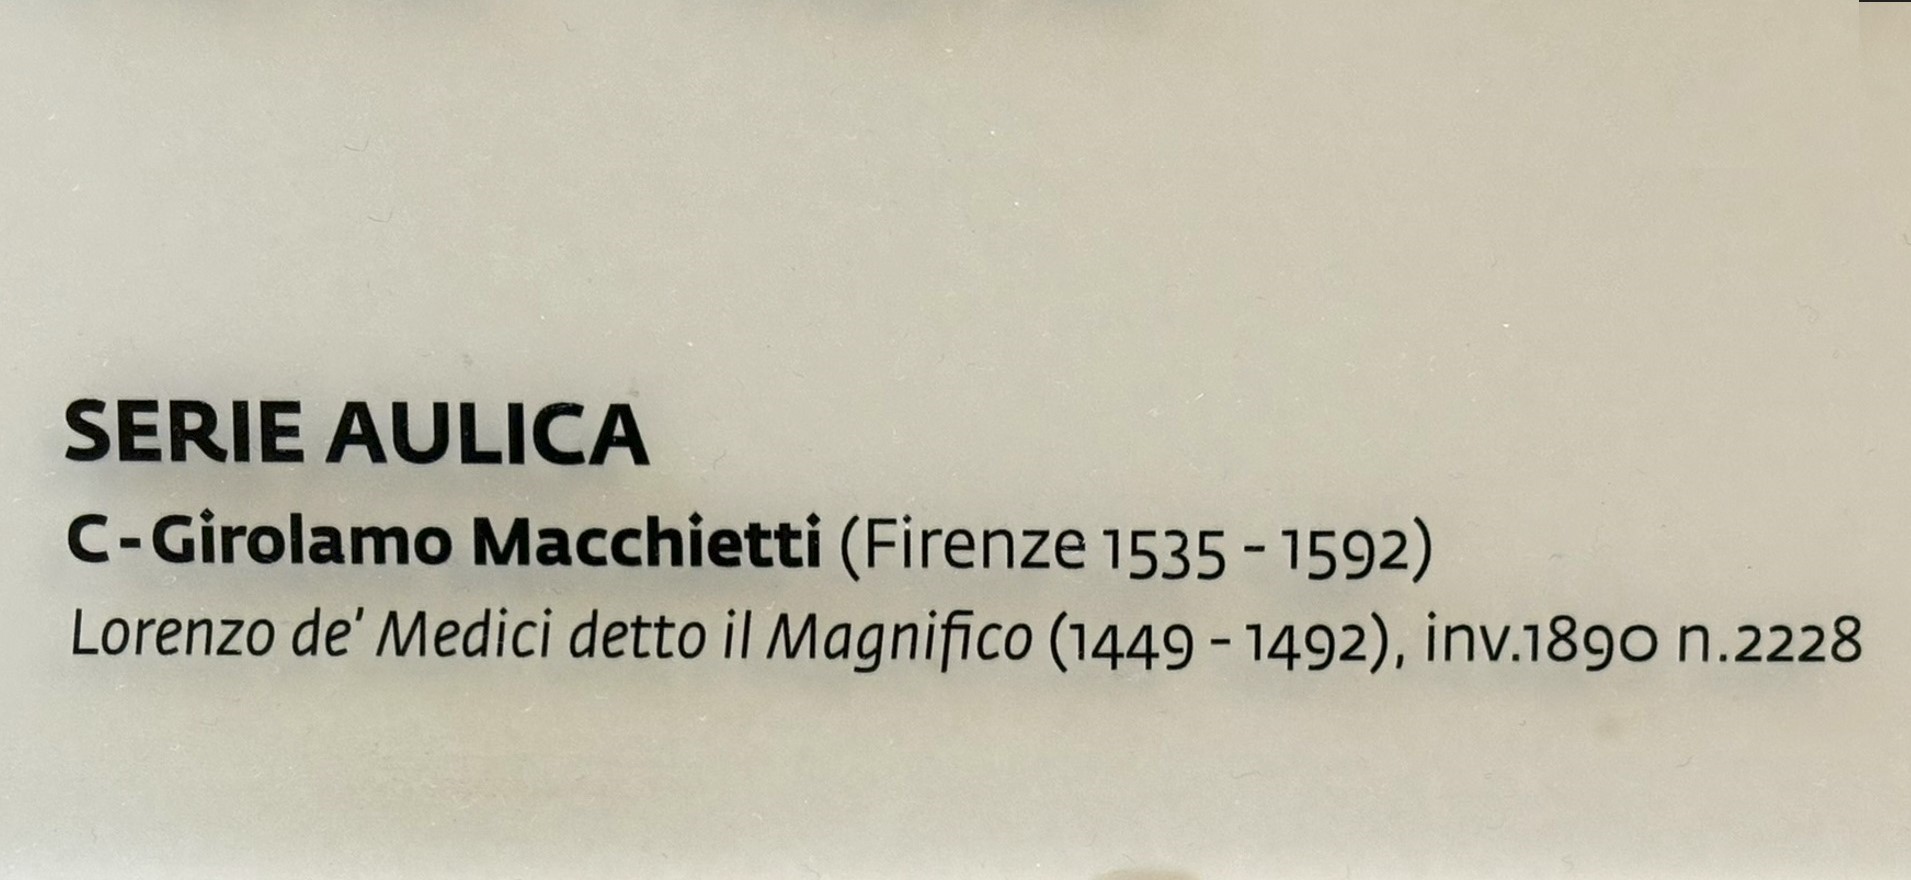 SERIE AULICA
C - Girolamo Macchietti (Firenze 1535 - 1592)
Lorenzo de' Medici detto il Magnifico (1449 - 1492), inv.1890 n.2228